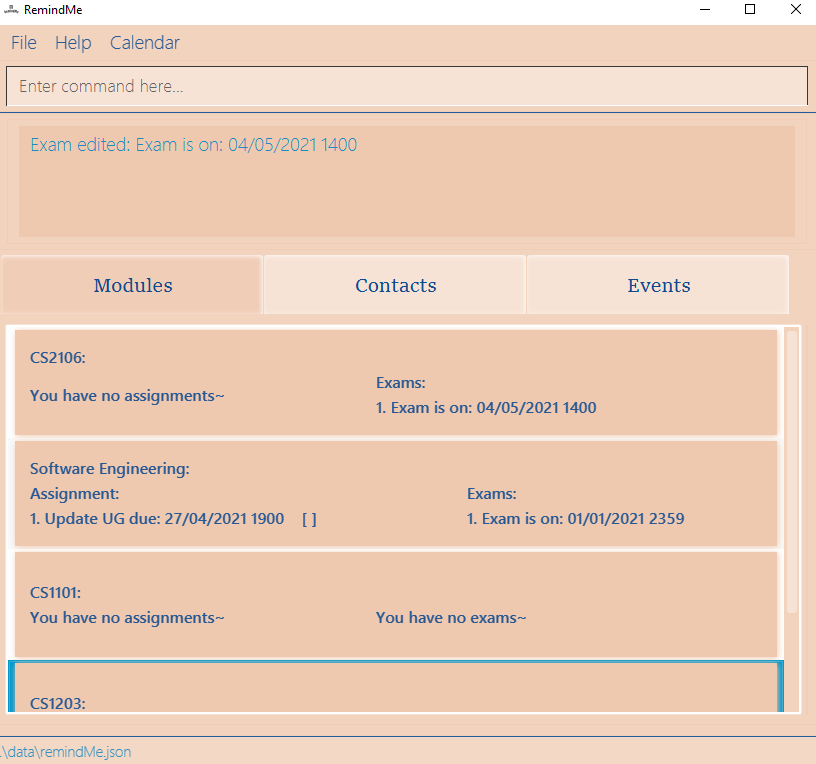 RemindMe
File Help Calendar
Enter command here...
Exam edited: Exam is on: 04/05/2021 1400
Modules Contacts Events
CS2106:
You have no assignments~
Exams:
1. Exam is on: 04/05/2021 1400
Software Engineering:
Assignment:
1. Update UG due: 27/04/2021 1900 [ ]
Exams:
1. Exam is on: 01/01/2021 2359
CS1101:
You have no assignments~
You have no exams~
CS1203:
.\data\remindMe.json